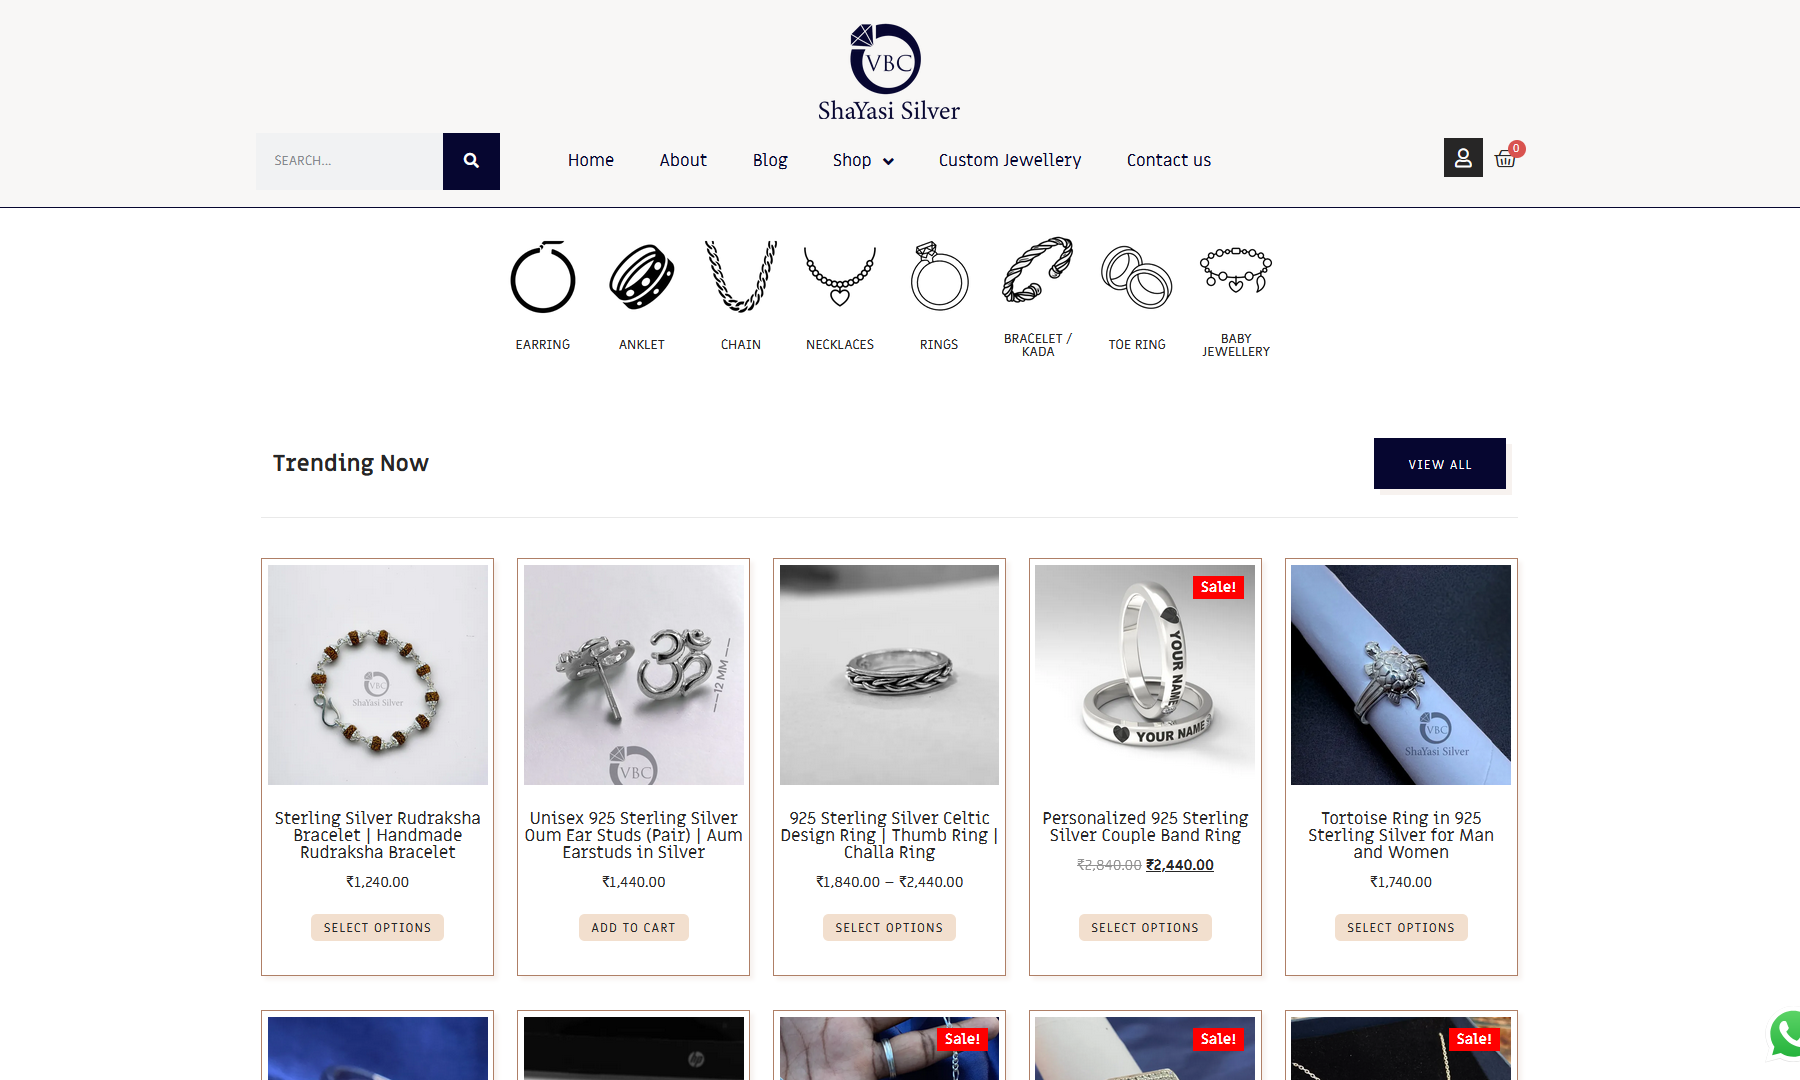 VBC
ShaYasi Silver
SEARCH...
Home
About
Blog
Shop
Custom Jewellery
Contact us
0
EARRING
ANKLET
CHAIN
NECKLACES
RINGS
BRACELET /
KADA
TOE RING
BABY
JEWELLERY
Trending Now
VIEW ALL
VBC
ShaYasi Silver
Sterling Silver Rudraksha
Bracelet | Handmade
Rudraksha Bracelet
₹1,240.00
SELECT OPTIONS
12 MM
VBC
Unisex 925 Sterling Silver
Oum Ear Studs (Pair) | Aum
Earstuds in Silver
₹1,440.00
ADD TO CART
925 Sterling Silver Celtic
Design Ring | Thumb Ring |
Challa Ring
₹1,840.00 – ₹2,440.00
SELECT OPTIONS
Sale!
YOUR NAME
YOUR NAME
Personalized 925 Sterling
Silver Couple Band Ring
₹2,840.00 ₹2,440.00
SELECT OPTIONS
VBC
ShaYasi Silver
Tortoise Ring in 925
Sterling Silver for Man
and Women
₹1,740.00
SELECT OPTIONS
hp
Sale!
Sale!
Sale!